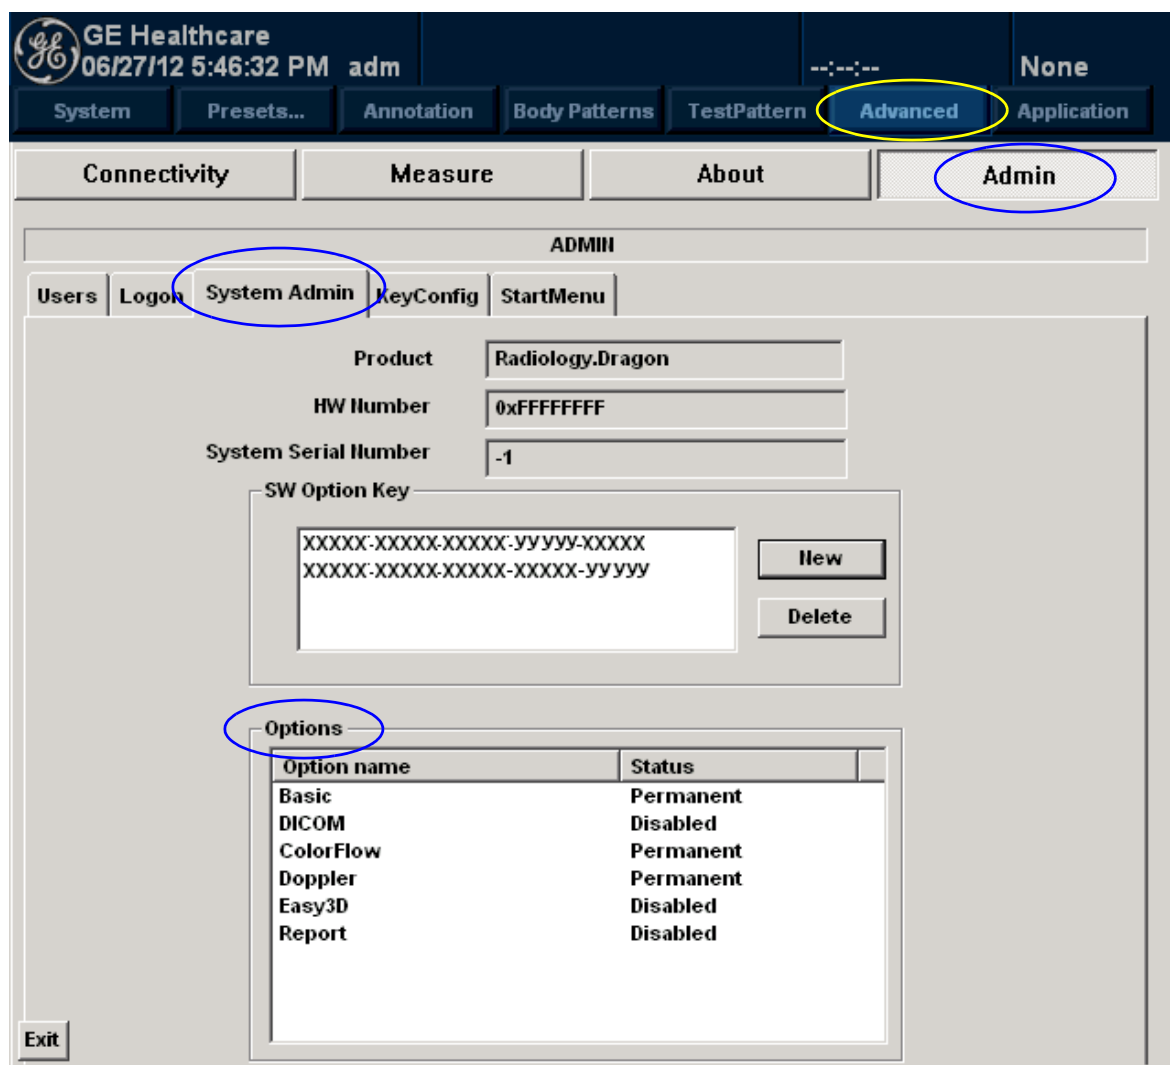 GE Healthcare
06/27/12 5:46:32 PM adm --:--:-- None
System Presets... Annotation Body Patterns TestPattern Advanced Application
Connectivity Measure About Admin
ADMIN
Users Logon System Admin KeyConfig StartMenu
Product Radiology.Dragon
HW Number 0xFFFFFFFF
System Serial Number -1
SW Option Key
XXXXX-XXXXX-XXXXX-yyyyy-XXXXX
XXXXX-XXXXX-XXXXX-XXXXX-yyyyy
New
Delete
Options
Option name Status
Basic Permanent
DICOM Disabled
ColorFlow Permanent
Doppler Permanent
Easy3D Disabled
Report Disabled
Exit